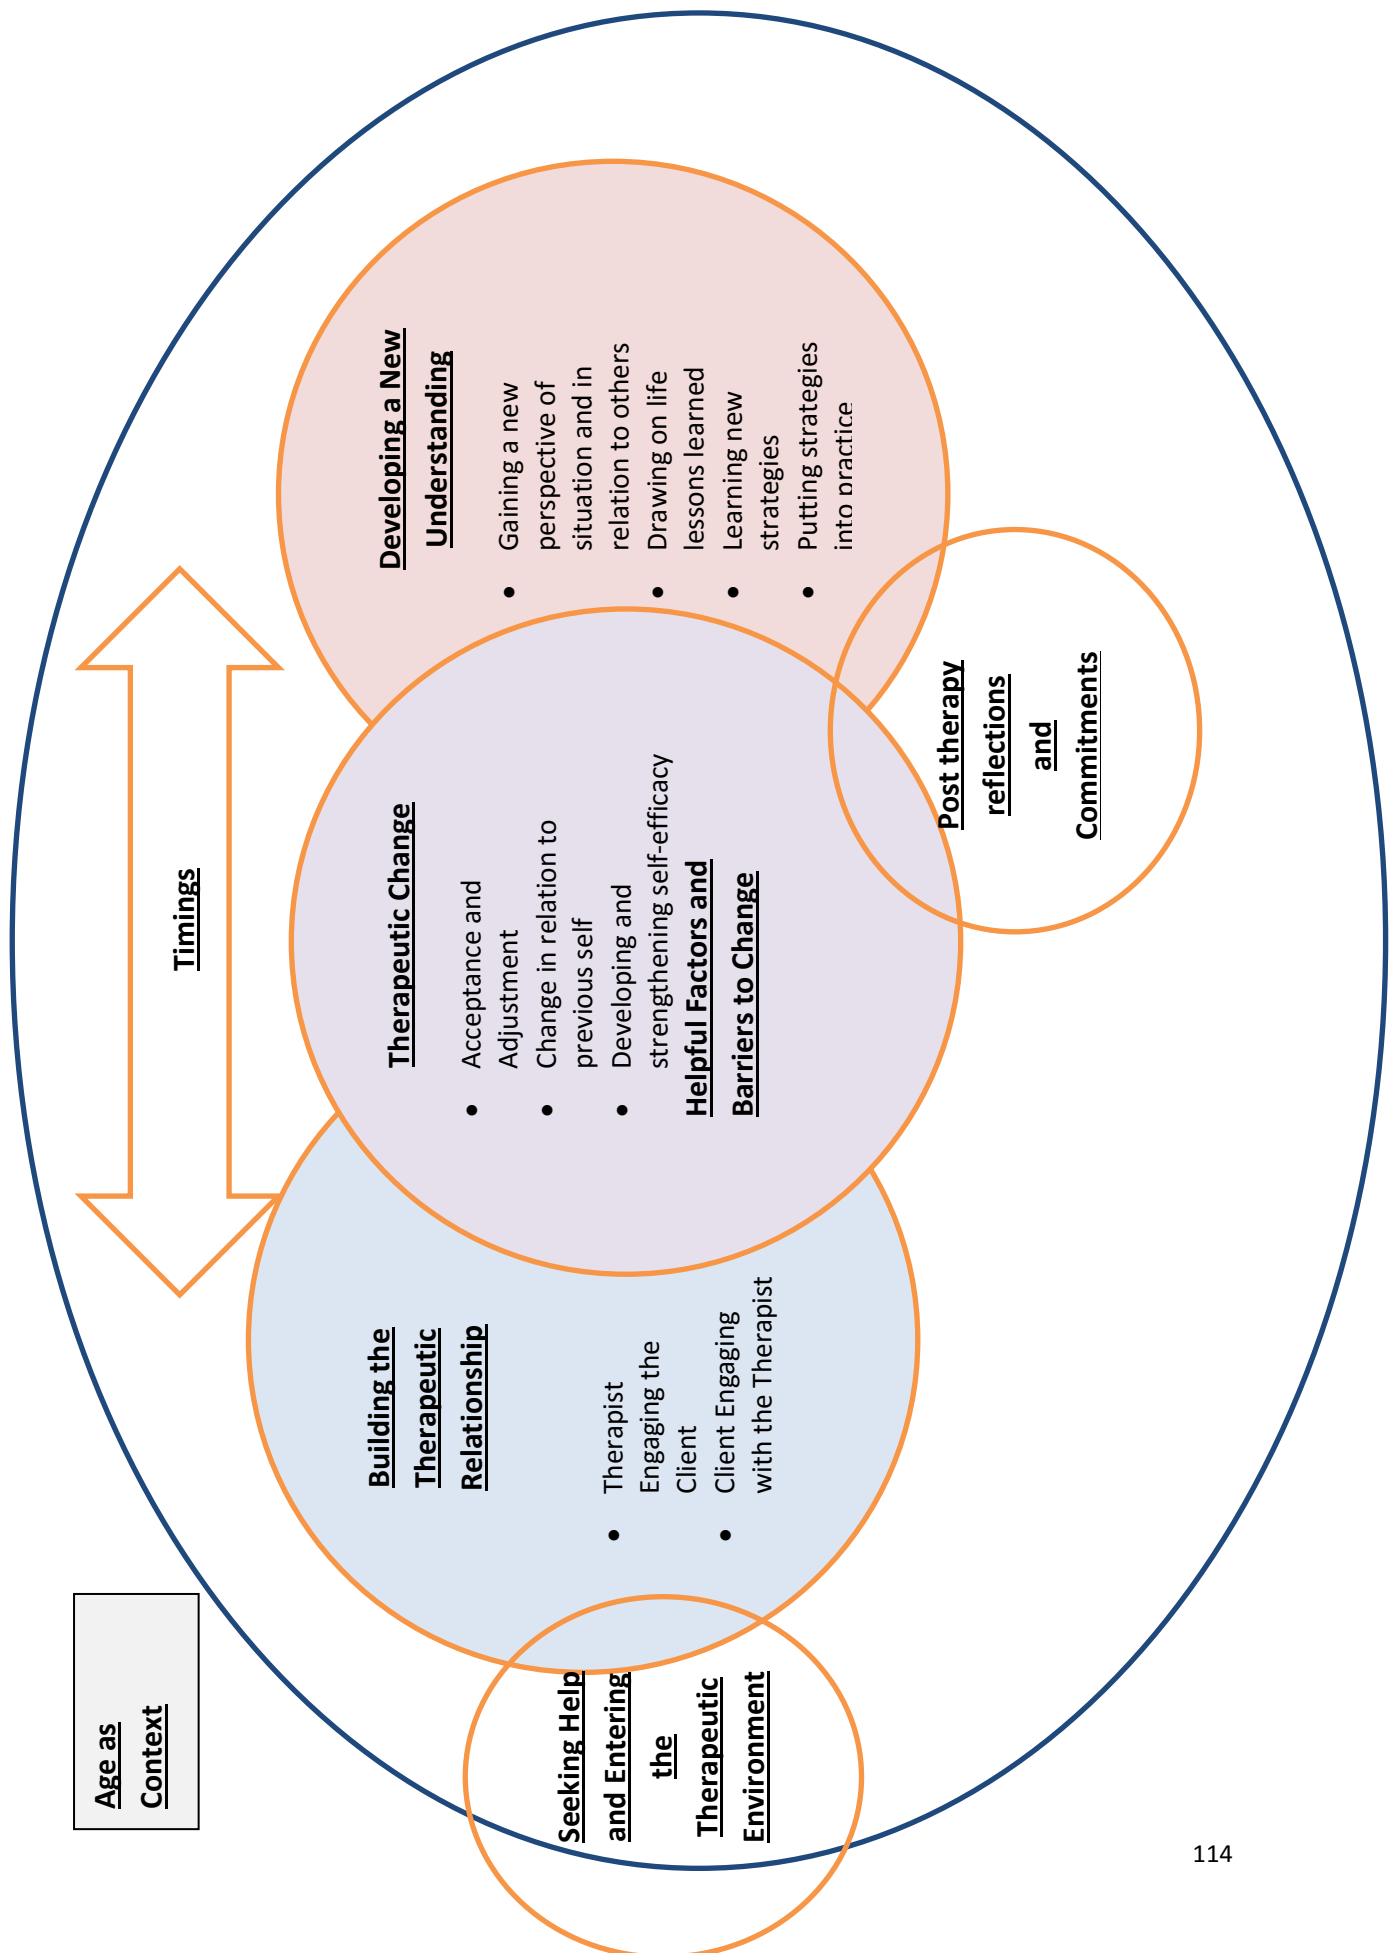 Age as
Context
Timings
Seeking Help
and Entering
the
Therapeutic
Environment
Building the
Therapeutic
Relationship
• Therapist
Engaging the
Client
• Client Engaging
with the Therapist
Therapeutic Change
• Acceptance and
Adjustment
• Change in relation to
previous self
• Developing and
strengthening self-efficacy
Helpful Factors and
Barriers to Change
Developing a New
Understanding
• Gaining a new
perspective of
situation and in
relation to others
• Drawing on life
lessons learned
• Learning new
strategies
• Putting strategies
into practice
Post therapy
reflections
and
Commitments
114